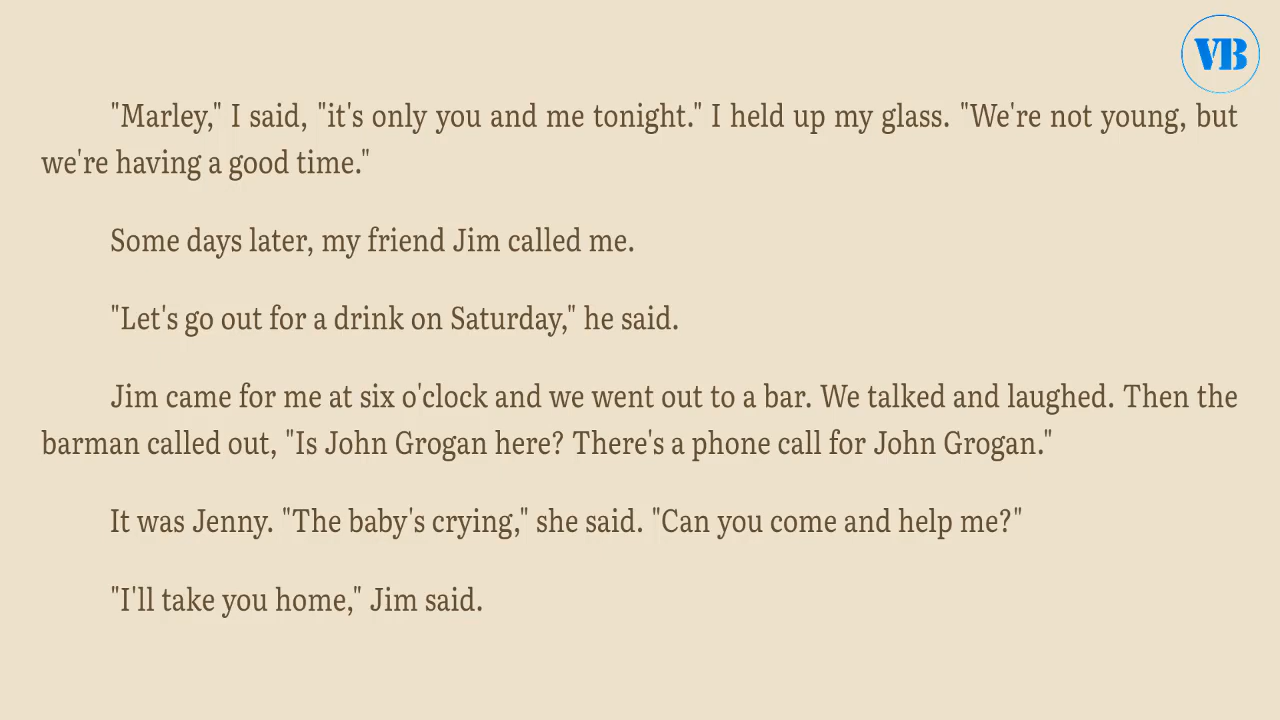 VB
"Marley," I said, "it's only you and me tonight." I held up my glass. "We're not young, but
we're having a good time."
Some days later, my friend Jim called me.
"Let's go out for a drink on Saturday," he said.
Jim came for me at six o'clock and we went out to a bar. We talked and laughed. Then the
barman called out, "Is John Grogan here? There's a phone call for John Grogan."
It was Jenny. "The baby's crying," she said. "Can you come and help me?"
"I'll take you home," Jim said.